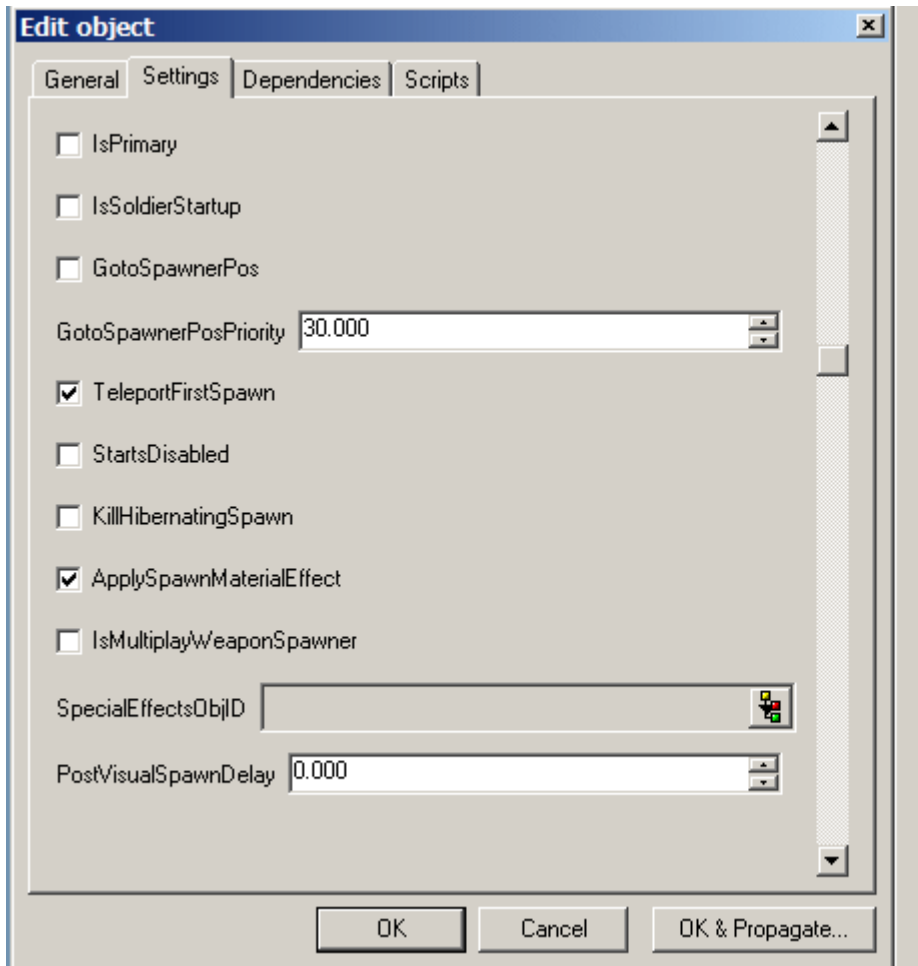 Edit object
General Settings Dependencies Scripts
IsPrimary
IsSoldierStartup
GotoSpawnerPos
GotoSpawnerPosPriority 30.000
TeleportFirstSpawn
StartsDisabled
KillHibernatingSpawn
ApplySpawnMaterialEffect
IsMultiplayWeaponSpawner
SpecialEffectsObjID
PostVisualSpawnDelay 0.000
OK Cancel OK & Propagate...